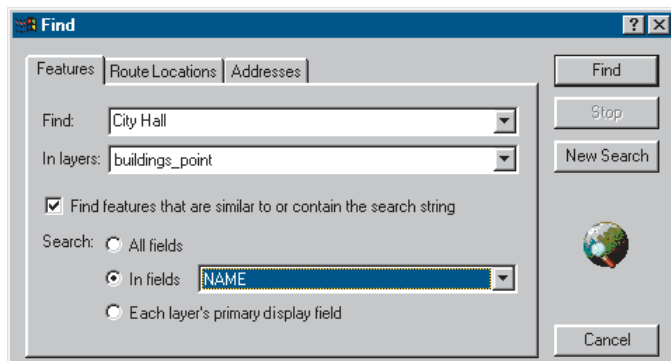 Find
Features Route Locations Addresses
Find
Find: City Hall
Stop
In layers: buildings_point
New Search
Find features that are similar to or contain the search string
Search: All fields
In fields NAME
Each layer's primary display field
Cancel